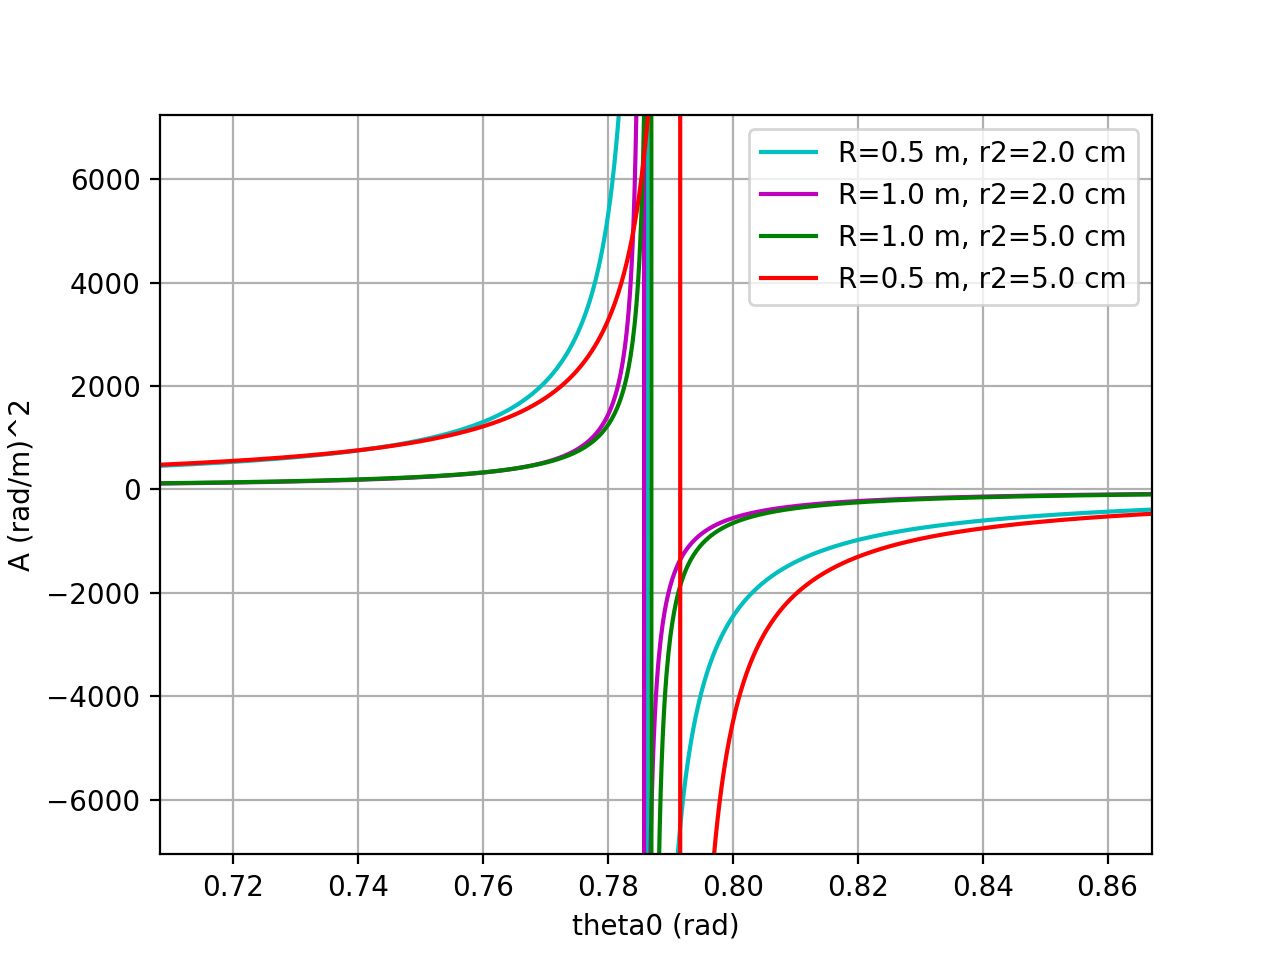 R=0.5 m, r2=2.0 cm
R=1.0 m, r2=2.0 cm
R=1.0 m, r2=5.0 cm
R=0.5 m, r2=5.0 cm
6000
4000
2000
0
−2000
−4000
−6000
A (rad/m)^2
0.72 0.74 0.76 0.78 0.80 0.82 0.84 0.86
theta0 (rad)